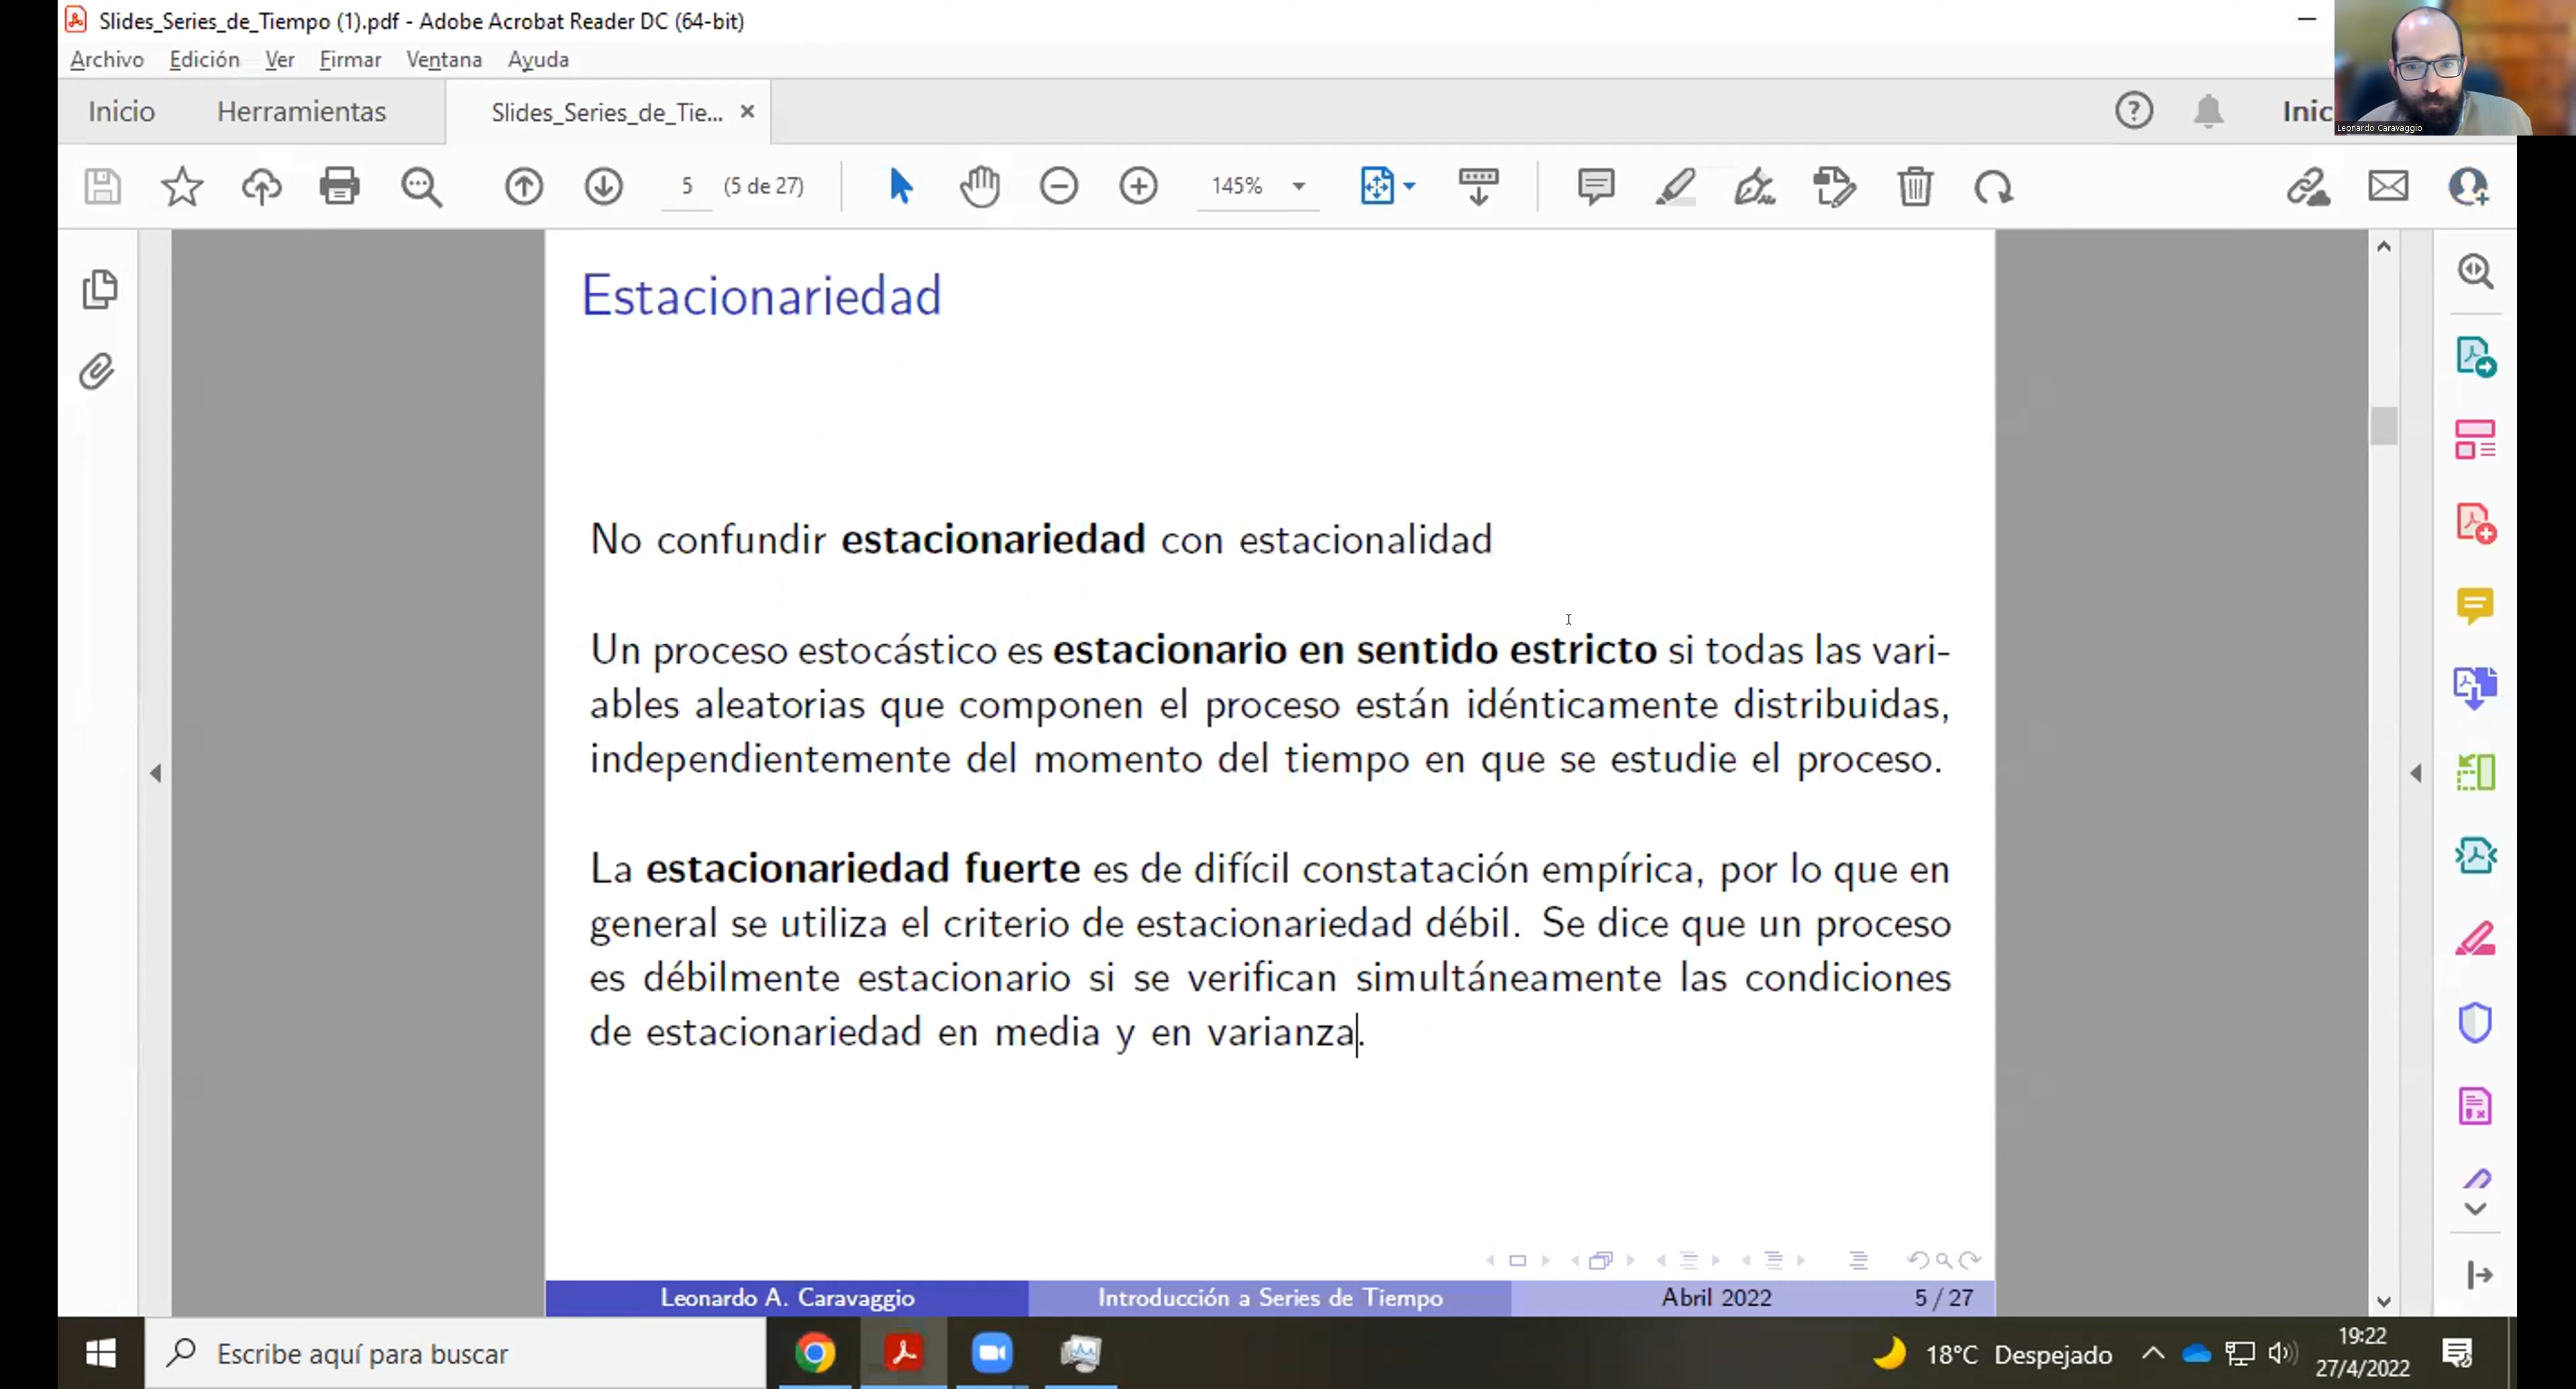 Slides_Series_de_Tiempo (1).pdf - Adobe Acrobat Reader DC (64-bit)
Archivo Edición Ver Firmar Ventana Ayuda
Inicio Herramientas Slides_Series_de_Tie... Inic
Leonardo Caravaggio
5 (5 de 27) 145%
Estacionariedad
No confundir estacionariedad con estacionalidad
Un proceso estocástico es estacionario en sentido estricto si todas las vari-
ables aleatorias que componen el proceso están idénticamente distribuidas,
independientemente del momento del tiempo en que se estudie el proceso.
La estacionariedad fuerte es de difícil constatación empírica, por lo que en
general se utiliza el criterio de estacionariedad débil. Se dice que un proceso
es débilmente estacionario si se verifican simultáneamente las condiciones
de estacionariedad en media y en varianza.
Leonardo A. Caravaggio Introducción a Series de Tiempo Abril 2022 5 / 27
Escribe aquí para buscar
18°C Despejado
19:22
27/4/2022